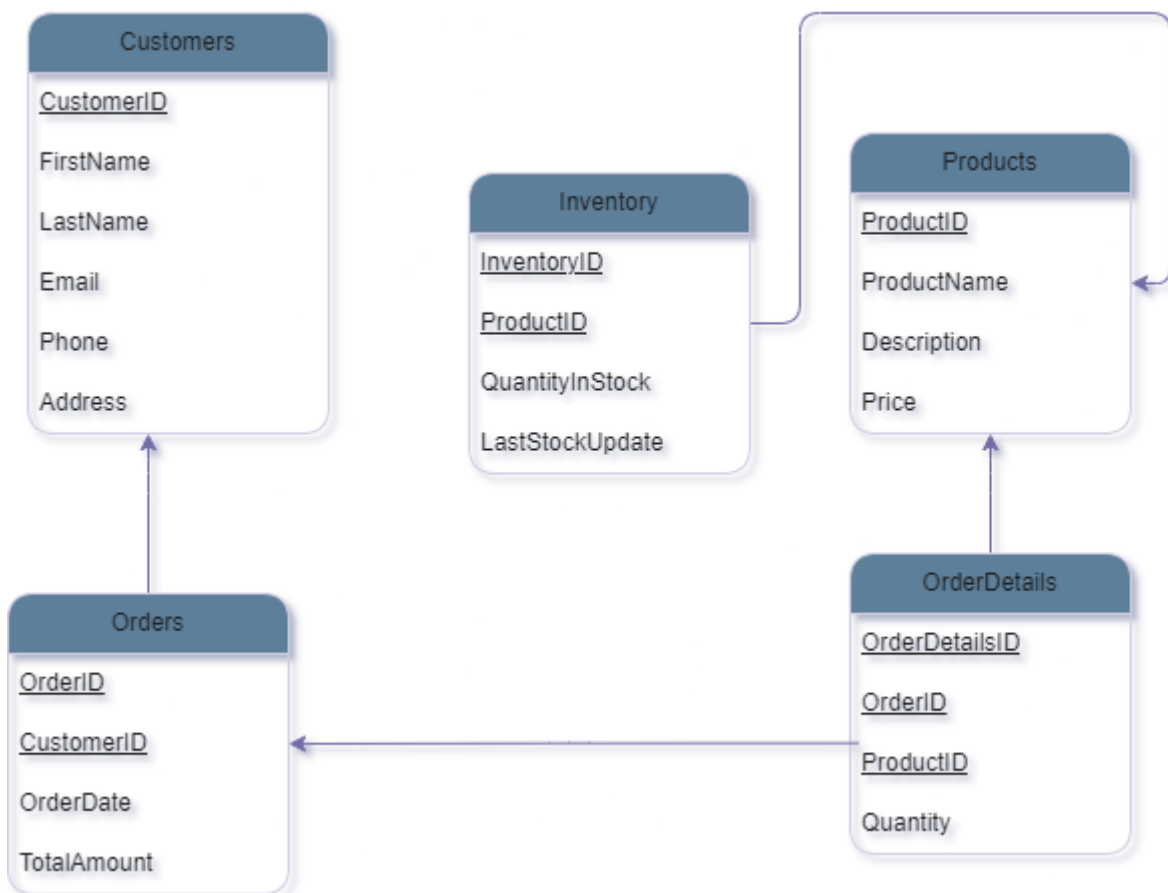 Customers
CustomerID
FirstName
LastName
Email
Phone
Address
Inventory
InventoryID
ProductID
QuantityInStock
LastStockUpdate
Products
ProductID
ProductName
Description
Price
Orders
OrderID
CustomerID
OrderDate
TotalAmount
OrderDetails
OrderDetailsID
OrderID
ProductID
Quantity